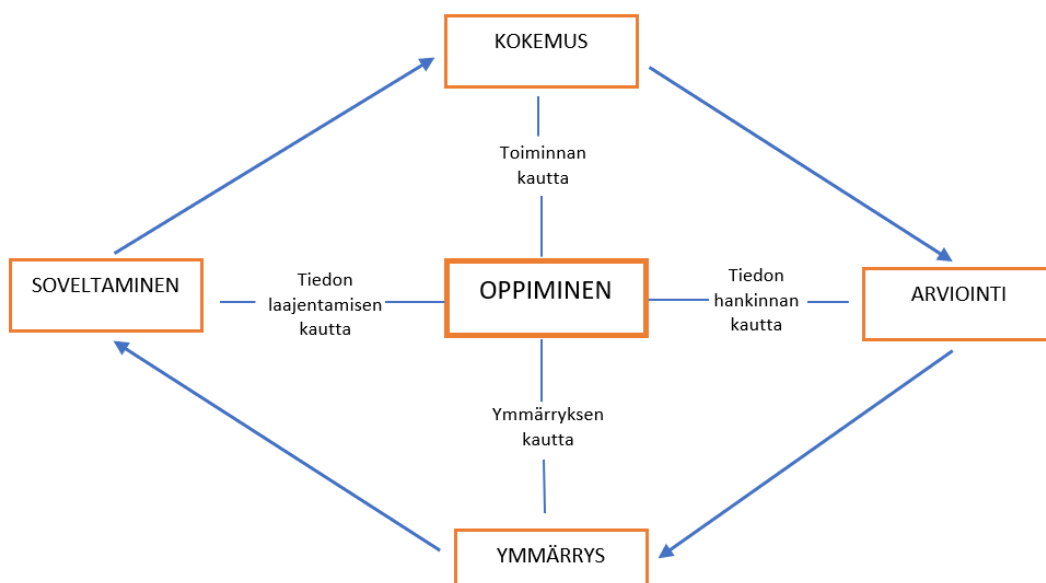 KOKEMUS
Toiminnan
kautta
SOVELTAMINEN
Tiedon
laajentamisen
kautta
OPPIMINEN
Tiedon
hankinnan
kautta
ARVIOINTI
Ymmärryksen
kautta
YMMÄRRYS